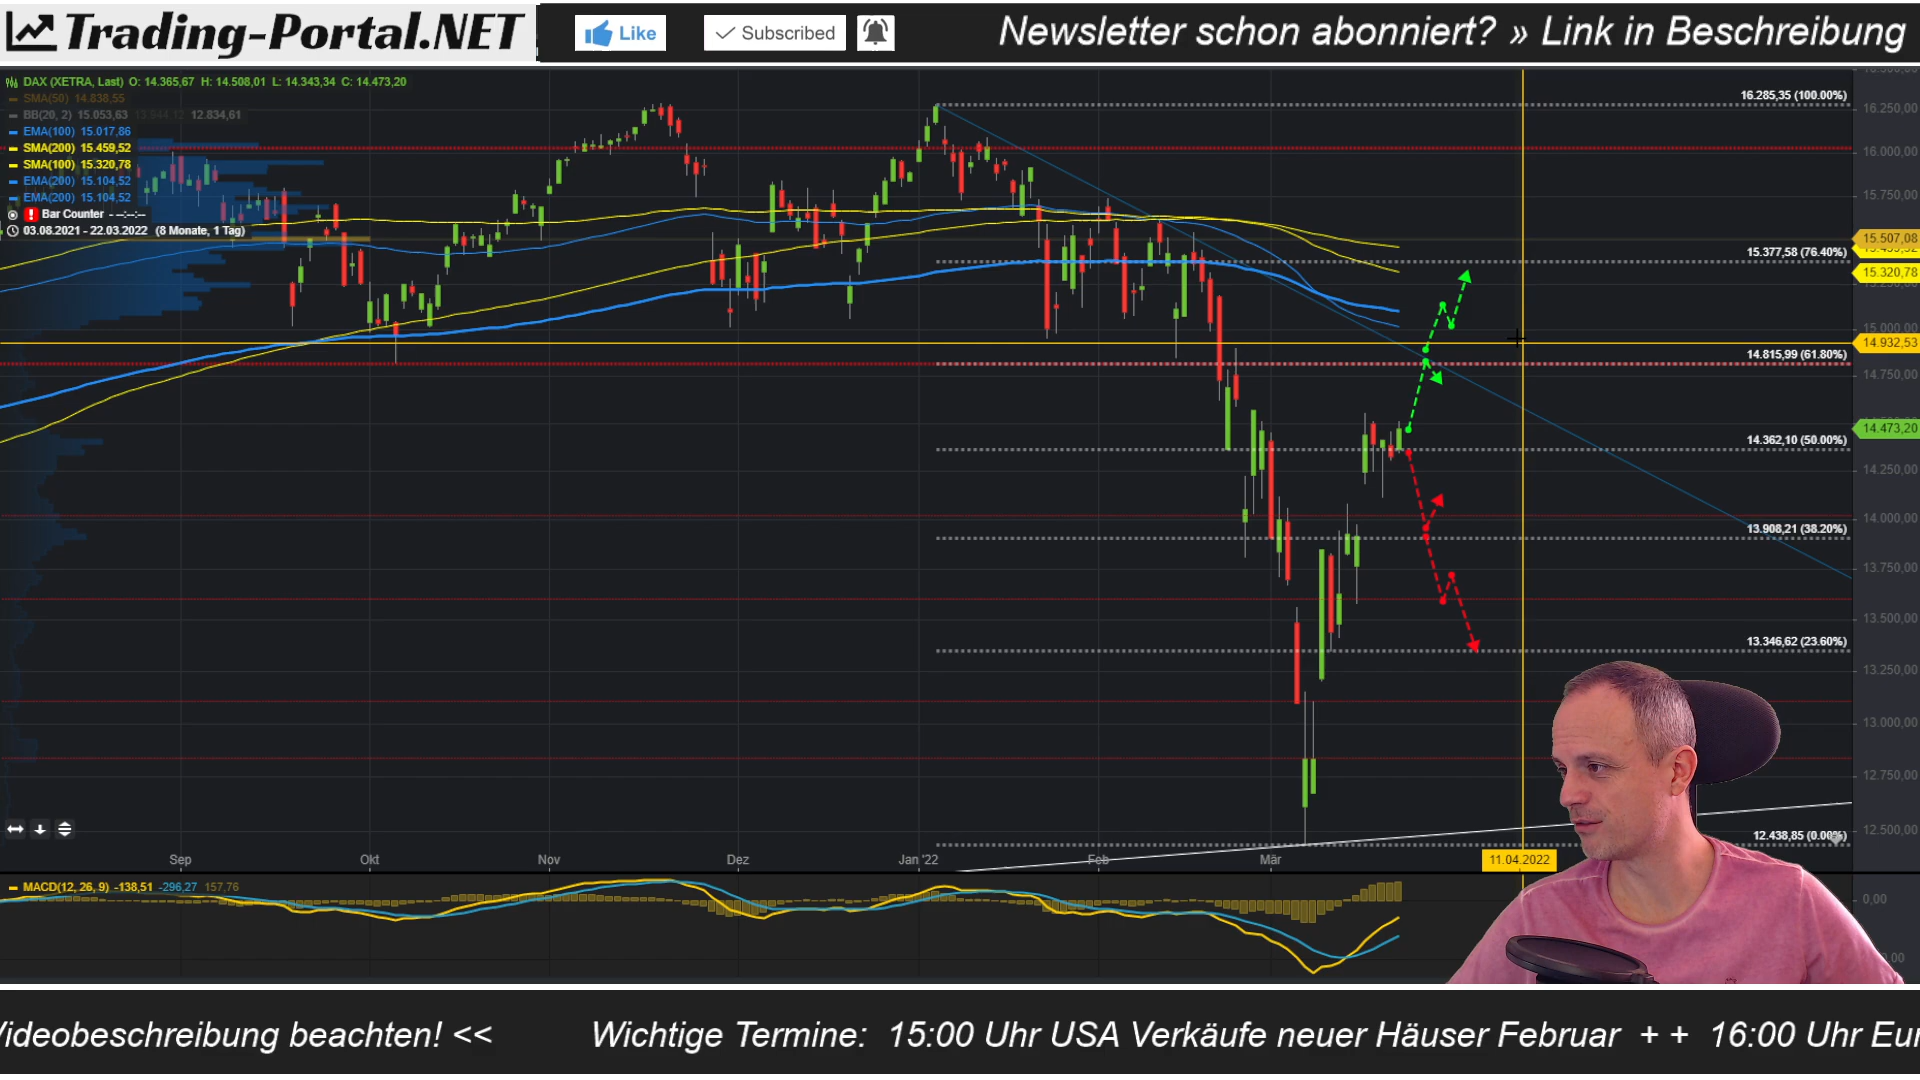 Trading-Portal.NET
Like
Subscribed
Newsletter schon abonniert? » Link in Beschreibung
DAX (XETRA, Last) O: 14.365,67 H: 14.508,01 L: 14.343,34 C: 14.473,20
SMA(50) 14.838,55
BB(20, 2) 15.053,63 13.944,12 12.834,61
EMA(100) 15.017,86
SMA(200) 15.459,52
SMA(100) 15.320,78
EMA(200) 15.104,52
EMA(200) 15.104,52
Bar Counter - --:--:--
03.08.2021 - 22.03.2022 (8 Monate, 1 Tag)
16.285,35 (100.00%)
15.377,58 (76.40%)
14.815,99 (61.80%)
14.362,10 (50.00%)
13.908,21 (38.20%)
13.346,62 (23.60%)
12.438,85 (0.00%)
16.250,00
16.000,00
15.750,00
15.507,08
15.320,78
15.250,00
15.000,00
14.932,53
14.750,00
14.473,20
14.250,00
14.000,00
13.750,00
13.500,00
13.250,00
13.000,00
12.750,00
12.500,00
Sep Okt Nov Dez Jan '22 Feb Mär 11.04.2022
MACD(12, 26, 9) -138,51 -296,27 157,76
0,00
Videobeschreibung beachten! << Wichtige Termine: 15:00 Uhr USA Verkäufe neuer Häuser Februar + + 16:00 Uhr Eur